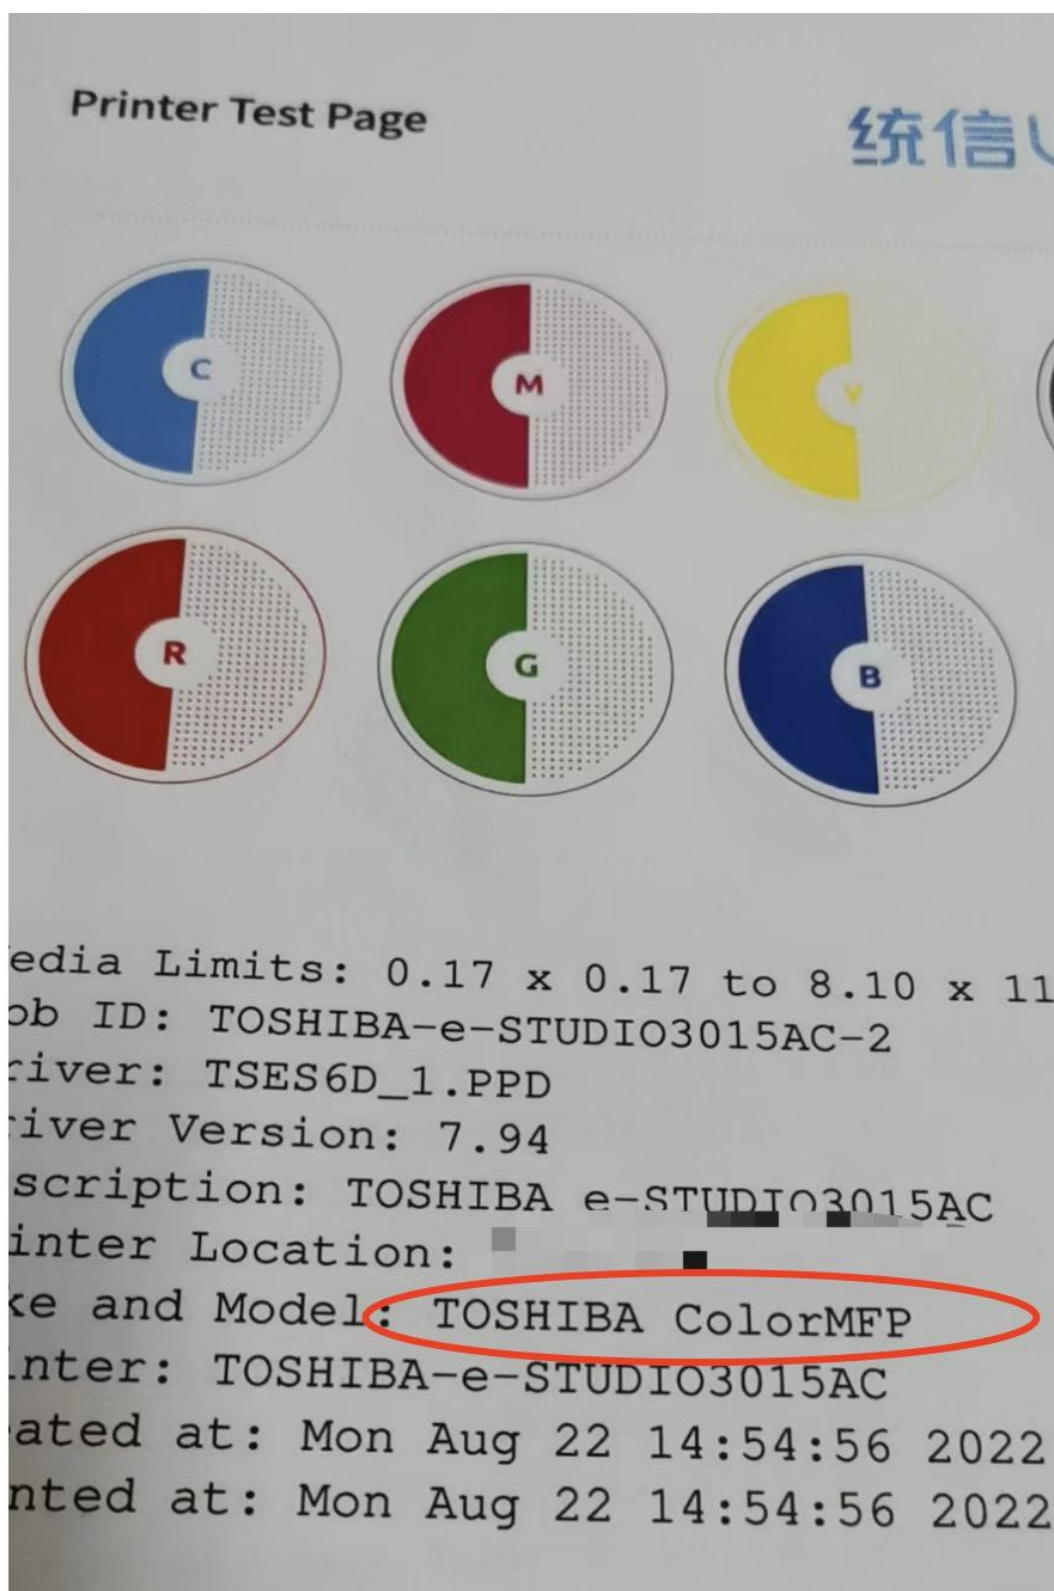 Printer Test Page
统信U
C
M
Y
R
G
B
edia Limits: 0.17 x 0.17 to 8.10 x 11
ob ID: TOSHIBA-e-STUDIO3015AC-2
river: TSES6D_1.PPD
river Version: 7.94
scription: TOSHIBA e-STUDIO3015AC
inter Location:
ke and Model: TOSHIBA ColorMFP
inter: TOSHIBA-e-STUDIO3015AC
ated at: Mon Aug 22 14:54:56 2022
nted at: Mon Aug 22 14:54:56 2022